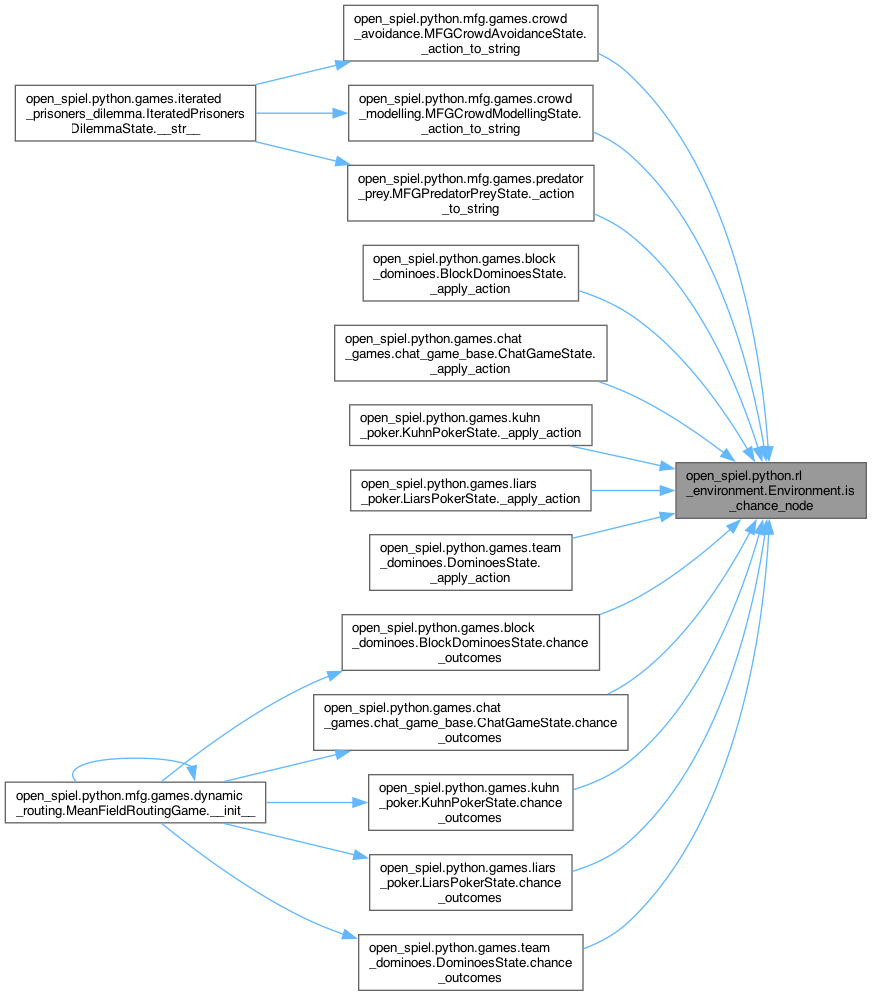 open_spiel.python.mfg.games.crowd
_avoidance.MFGCrowdAvoidanceState.
_action_to_string
open_spiel.python.games.iterated
_prisoners_dilemma.IteratedPrisoners
DilemmaState.__str__
open_spiel.python.mfg.games.crowd
_modelling.MFGCrowdModellingState.
_action_to_string
open_spiel.python.mfg.games.predator
_prey.MFGPredatorPreyState._action
_to_string
open_spiel.python.games.block
_dominoes.BlockDominoesState.
_apply_action
open_spiel.python.games.chat
_games.chat_game_base.ChatGameState.
_apply_action
open_spiel.python.games.kuhn
_poker.KuhnPokerState._apply_action
open_spiel.python.rl
_environment.Environment.is
_chance_node
open_spiel.python.games.liars
_poker.LiarsPokerState._apply_action
open_spiel.python.games.team
_dominoes.DominoesState.
_apply_action
open_spiel.python.games.block
_dominoes.BlockDominoesState.chance
_outcomes
open_spiel.python.games.chat
_games.chat_game_base.ChatGameState.chance
_outcomes
open_spiel.python.mfg.games.dynamic
_routing.MeanFieldRoutingGame.__init__
open_spiel.python.games.kuhn
_poker.KuhnPokerState.chance
_outcomes
open_spiel.python.games.liars
_poker.LiarsPokerState.chance
_outcomes
open_spiel.python.games.team
_dominoes.DominoesState.chance
_outcomes